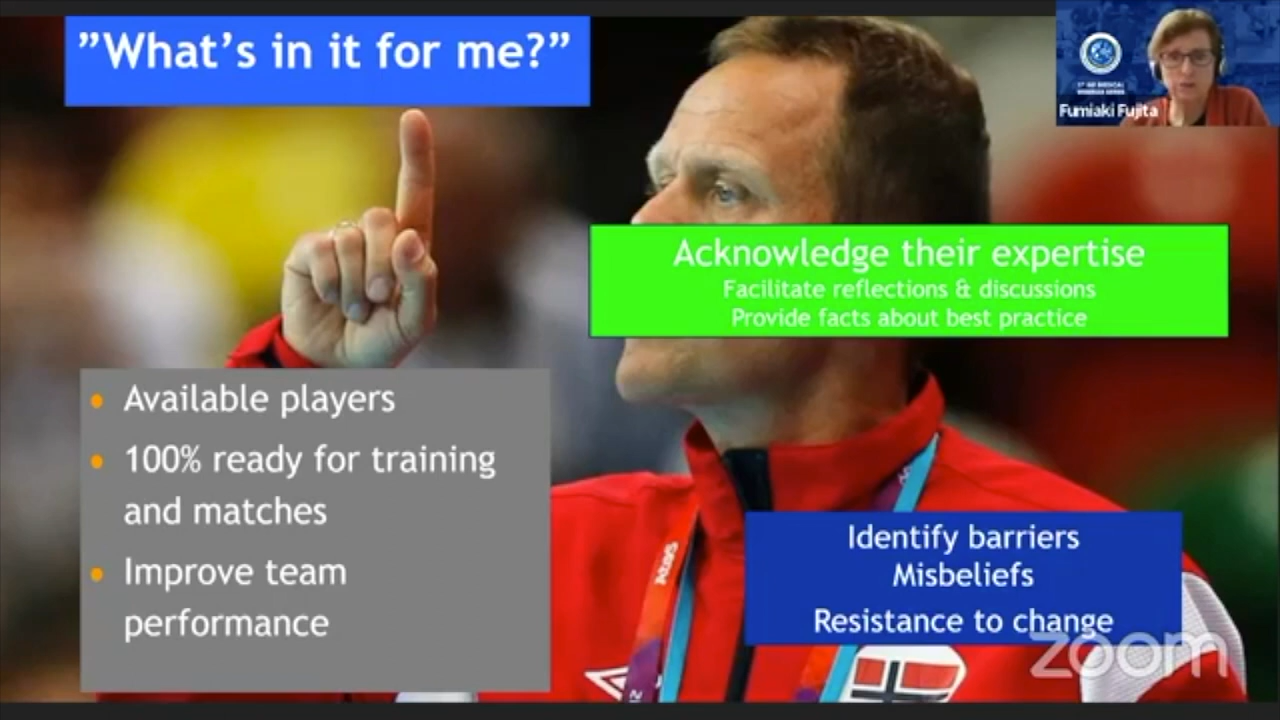 ”What’s in it for me?”
Fumiaki Fujita
Acknowledge their expertise
Facilitate reflections & discussions
Provide facts about best practice
• Available players
• 100% ready for training
and matches
• Improve team
performance
Identify barriers
Misbeliefs
Resistance to change
zoom